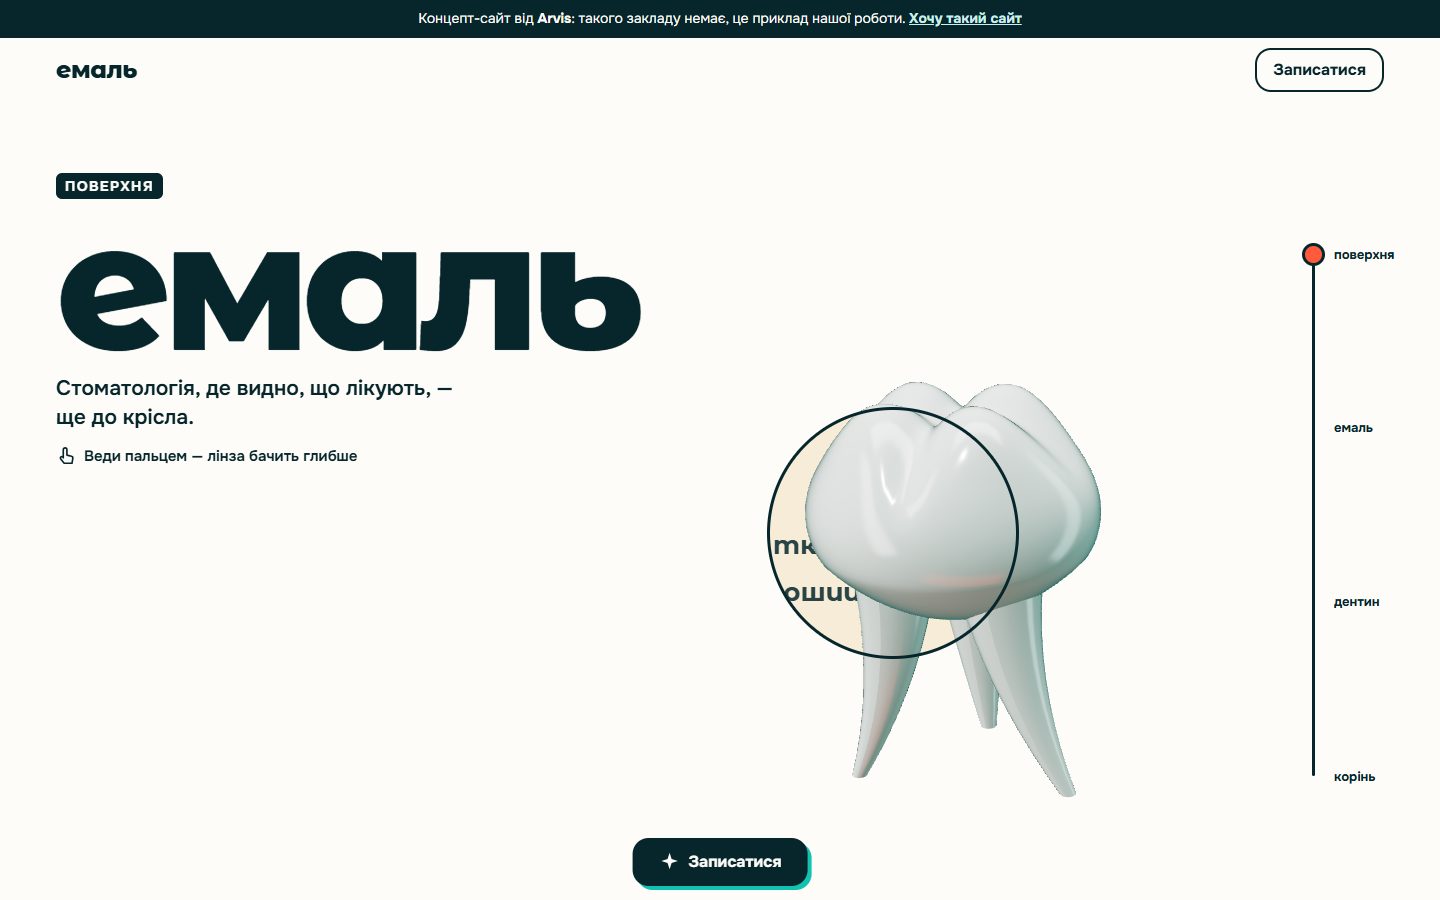 Концепт-сайт від Arvis: такого закладу немає, це приклад нашої роботи. Хочу такий сайт
емаль
Записатися
ПОВЕРХНЯ
емаль
Стоматологія, де видно, що лікують, —
ще до крісла.
Веди пальцем — лінза бачить глибше
поверхня
емаль
дентин
корінь
Записатися